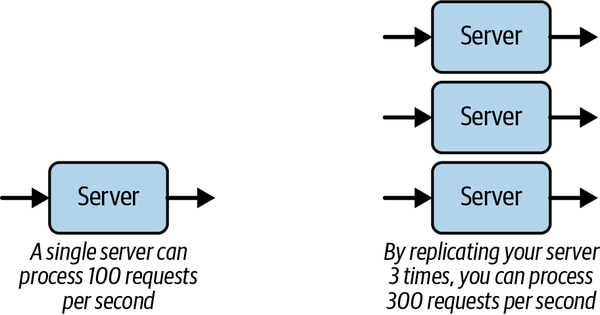 Server
A single server can
process 100 requests
per second
Server
Server
Server
By replicating your server
3 times, you can process
300 requests per second